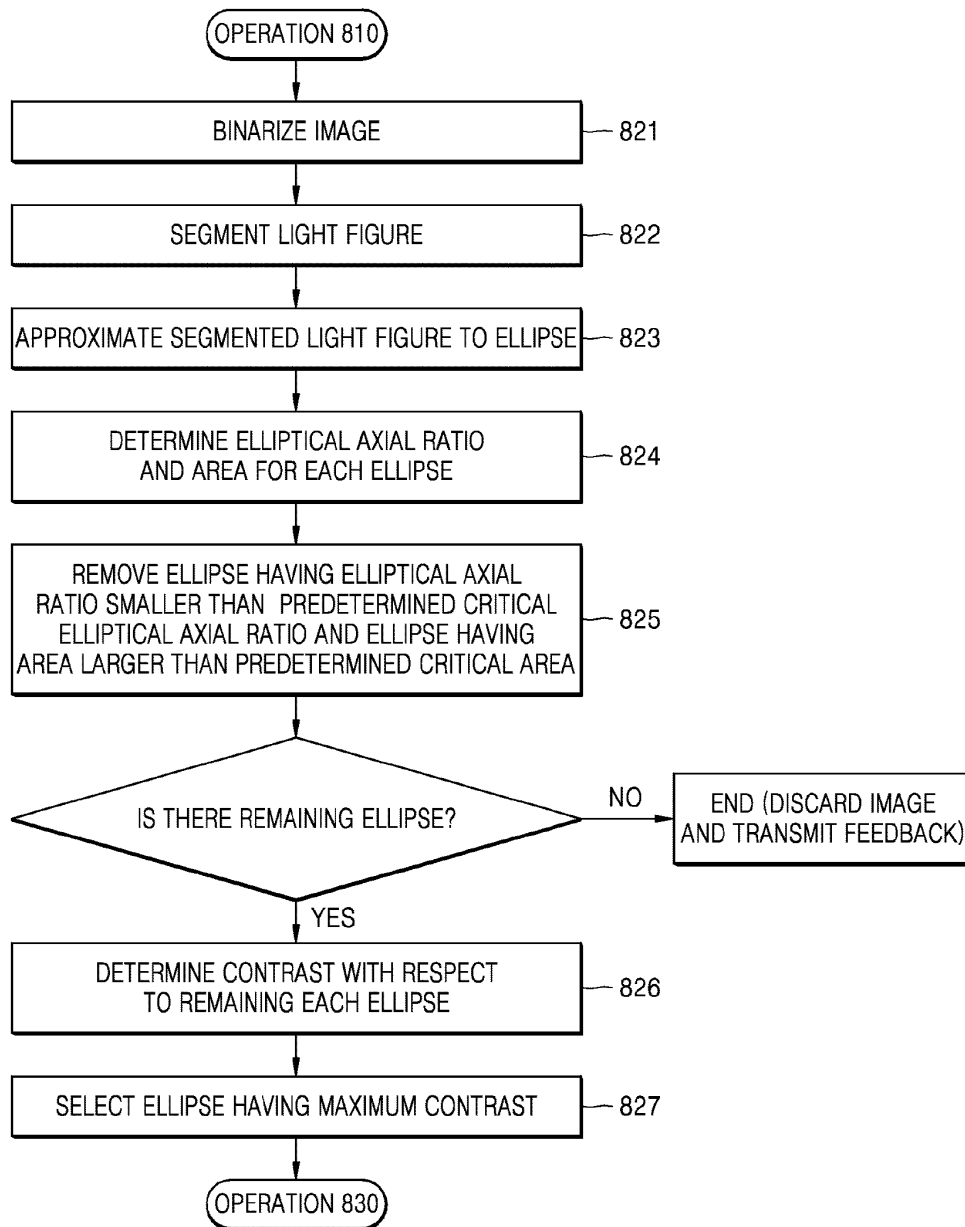 OPERATION 810
BINARIZE IMAGE
821
SEGMENT LIGHT FIGURE
822
APPROXIMATE SEGMENTED LIGHT FIGURE TO ELLIPSE
823
DETERMINE ELLIPTICAL AXIAL RATIO
AND AREA FOR EACH ELLIPSE
824
REMOVE ELLIPSE HAVING ELLIPTICAL AXIAL
RATIO SMALLER THAN PREDETERMINED CRITICAL
ELLIPTICAL AXIAL RATIO AND ELLIPSE HAVING
AREA LARGER THAN PREDETERMINED CRITICAL AREA
825
IS THERE REMAINING ELLIPSE?
NO
END (DISCARD IMAGE
AND TRANSMIT FEEDBACK)
YES
DETERMINE CONTRAST WITH RESPECT
TO REMAINING EACH ELLIPSE
826
SELECT ELLIPSE HAVING MAXIMUM CONTRAST
827
OPERATION 830